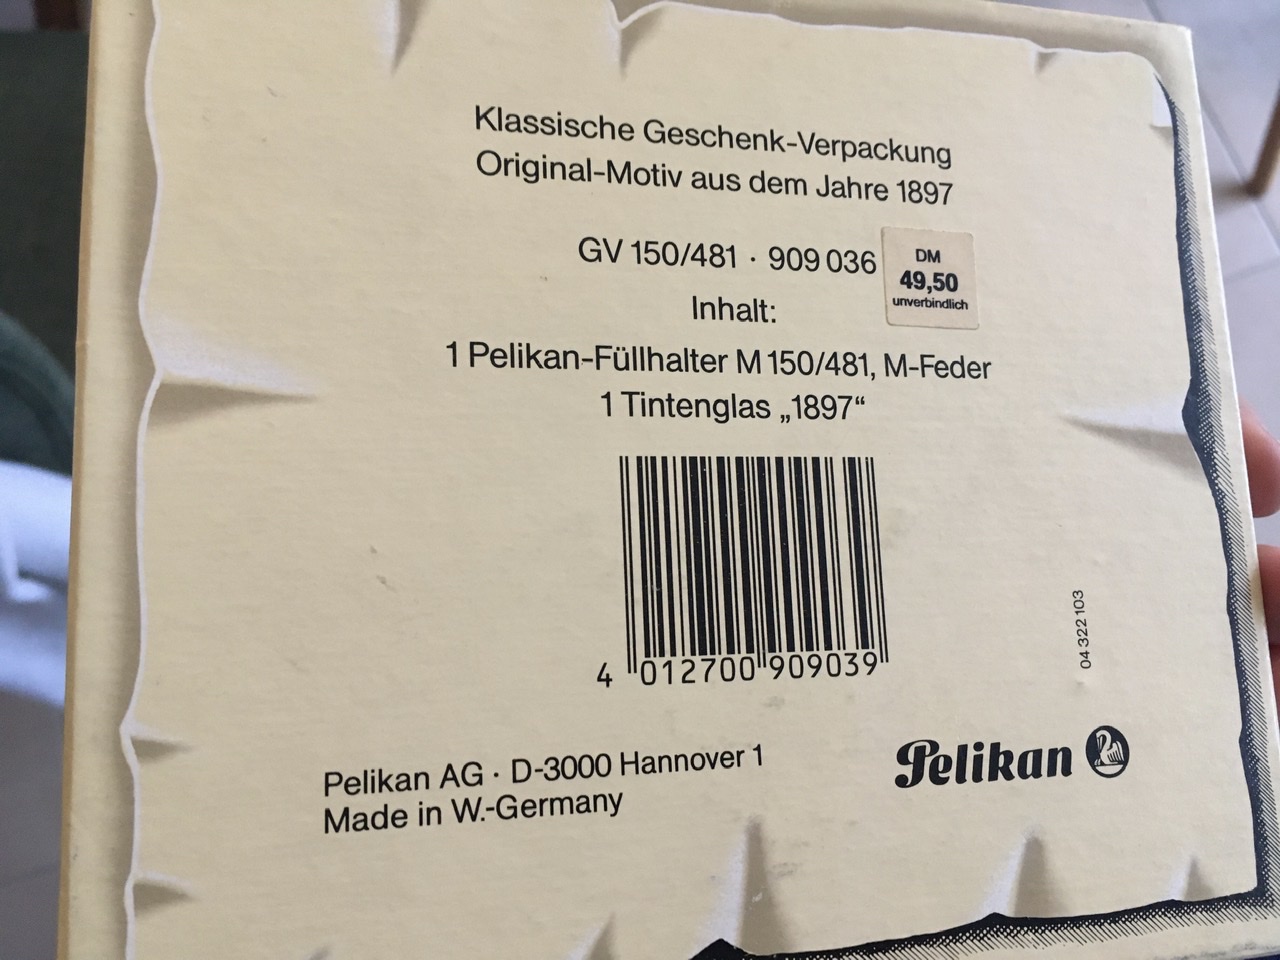 Klassische Geschenk-Verpackung
Original-Motiv aus dem Jahre 1897
GV 150/481 · 909 036
DM
49,50
unverbindlich
Inhalt:
1 Pelikan-Füllhalter M 150/481, M-Feder
1 Tintenglas „1897“
4 012700 909039
04 322 103
Pelikan AG · D-3000 Hannover 1
Made in W.-Germany
Pelikan